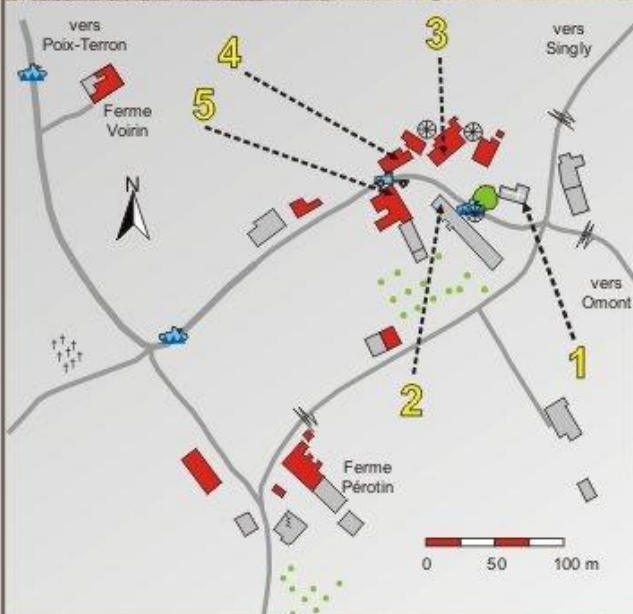 vers
Poix-Terron
4
3
vers
Singly
5
Ferme
Voirin
N
vers
Omont
1
2
Ferme
Pérotin
0 50 100 m